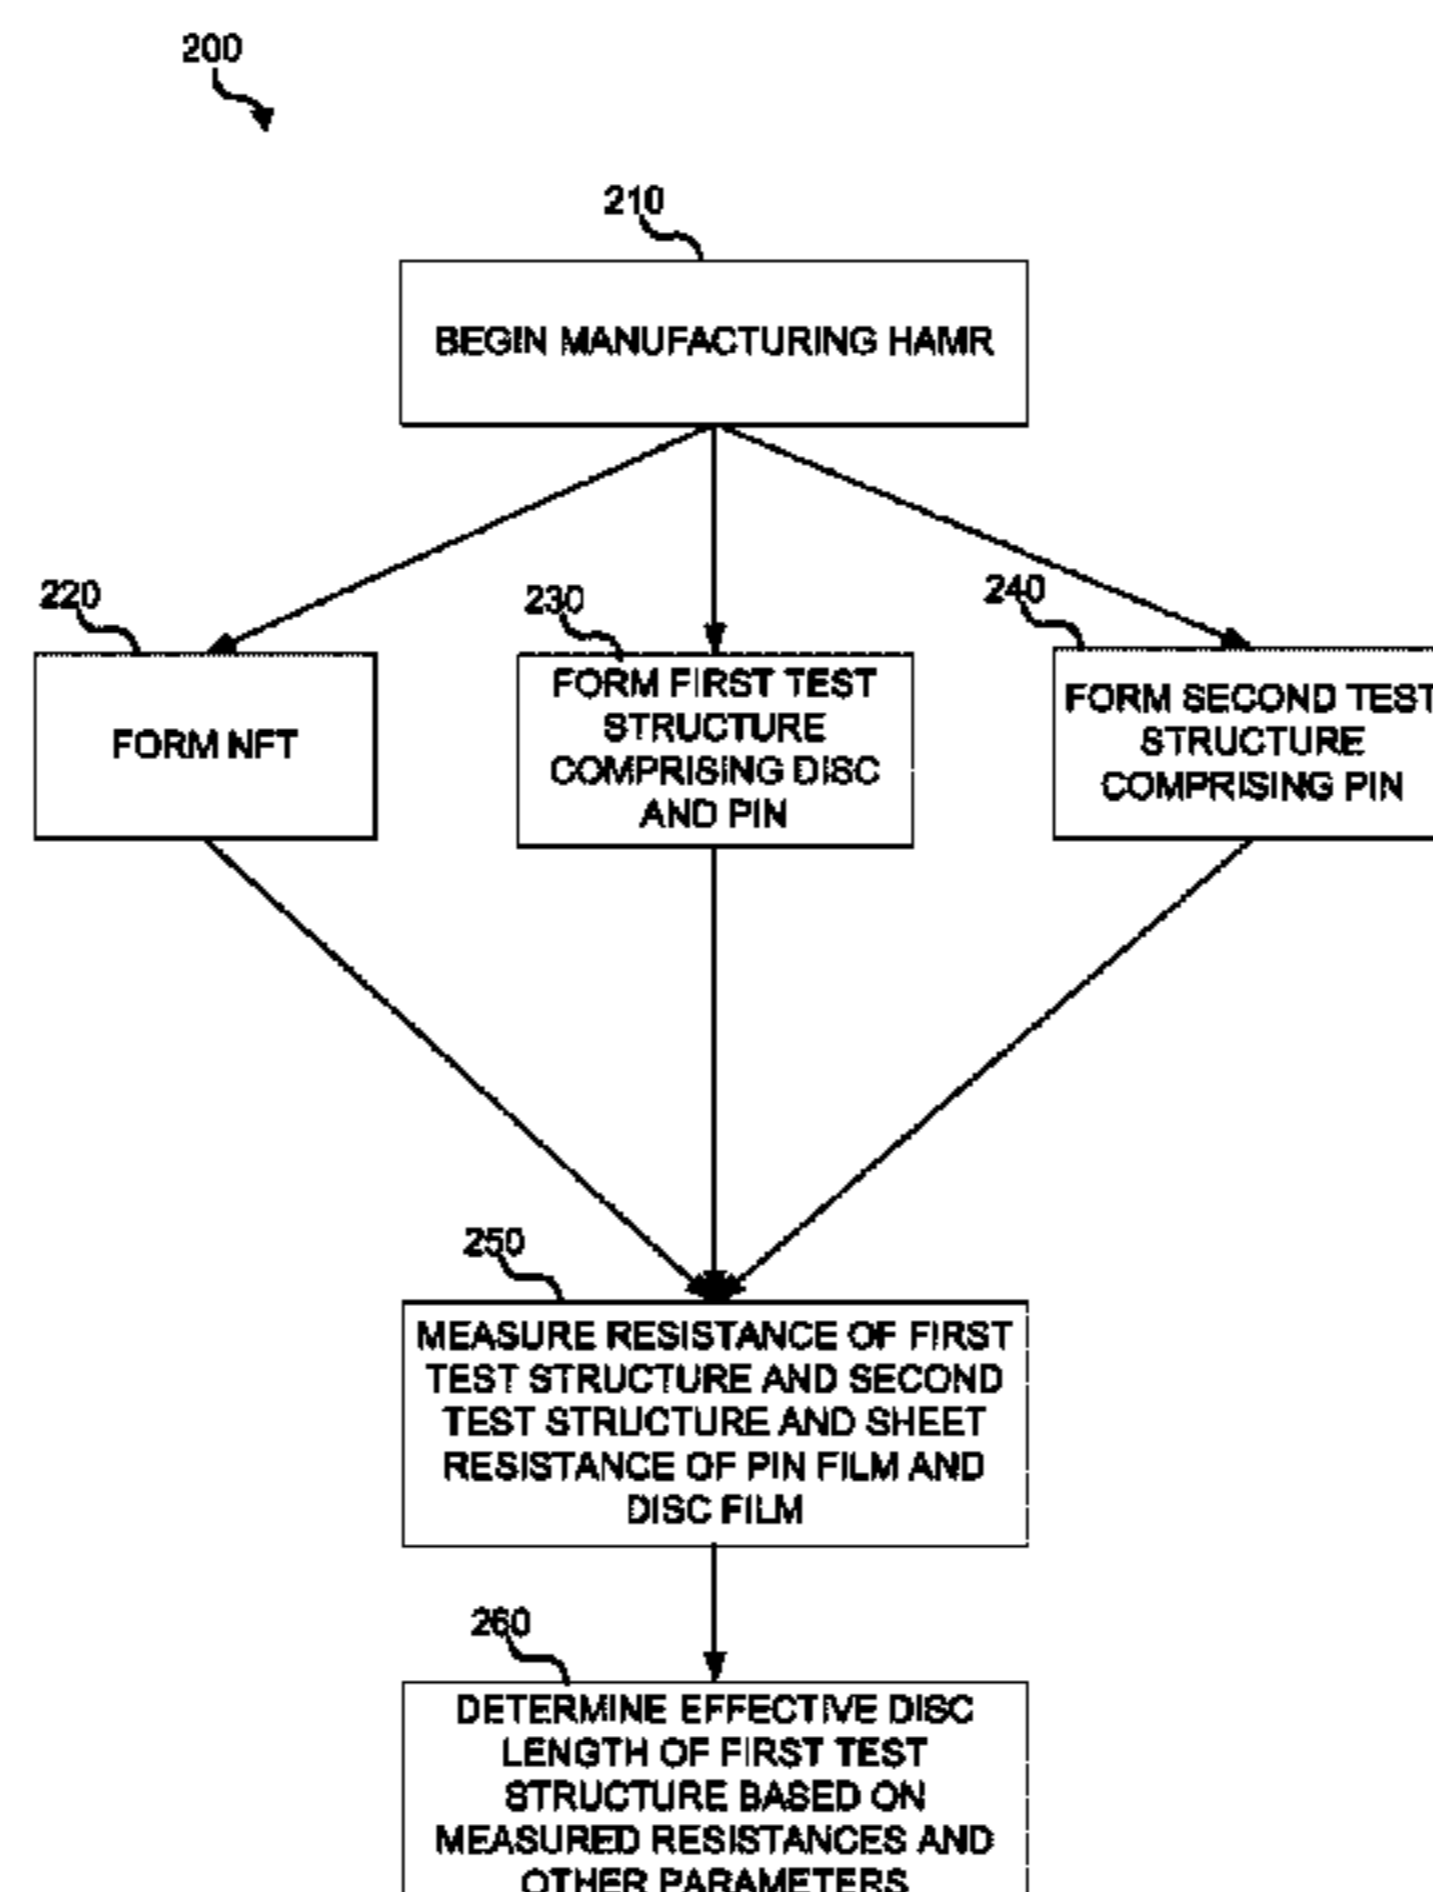 200
210
BEGIN MANUFACTURING HAMR
220
FORM NFT
230
FORM FIRST TEST
STRUCTURE
COMPRISING DISC
AND PIN
240
FORM SECOND TEST
STRUCTURE
COMPRISING PIN
250
MEASURE RESISTANCE OF FIRST
TEST STRUCTURE AND SECOND
TEST STRUCTURE AND SHEET
RESISTANCE OF PIN FILM AND
DISC FILM
260
DETERMINE EFFECTIVE DISC
LENGTH OF FIRST TEST
STRUCTURE BASED ON
MEASURED RESISTANCES AND
OTHER PARAMETERS